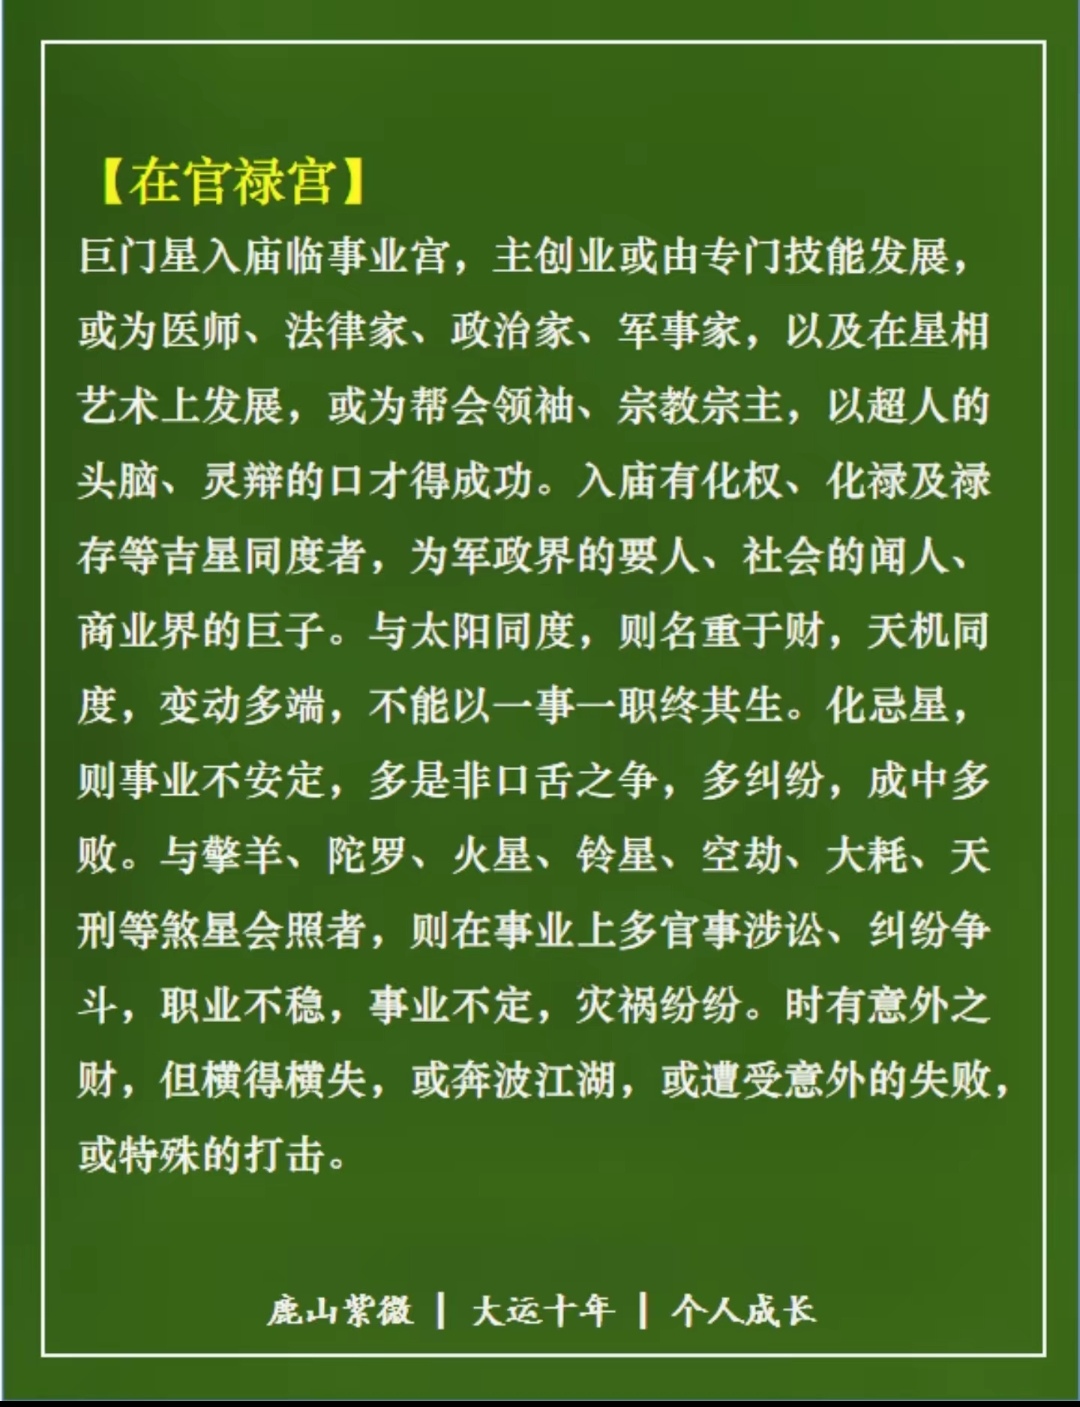 【在官禄宫】
巨门星入庙临事业宫，主创业或由专门技能发展，
或为医师、法律家、政治家、军事家，以及在星相
艺术上发展，或为帮会领袖、宗教宗主，以超人的
头脑、灵辩的口才得成功。入庙有化权、化禄及禄
存等吉星同度者，为军政界的要人、社会的闻人、
商业界的巨子。与太阳同度，则名重于财，天机同
度，变动多端，不能以一事一职终其生。化忌星，
则事业不安定，多是非口舌之争，多纠纷，成中多
败。与擎羊、陀罗、火星、铃星、空劫、大耗、天
刑等煞星会照者，则在事业上多官事涉讼、纠纷争
斗，职业不稳，事业不定，灾祸纷纷。时有意外之
财，但横得横失，或奔波江湖，或遭受意外的失败，
或特殊的打击。
鹿山紫微 | 大运十年 | 个人成长